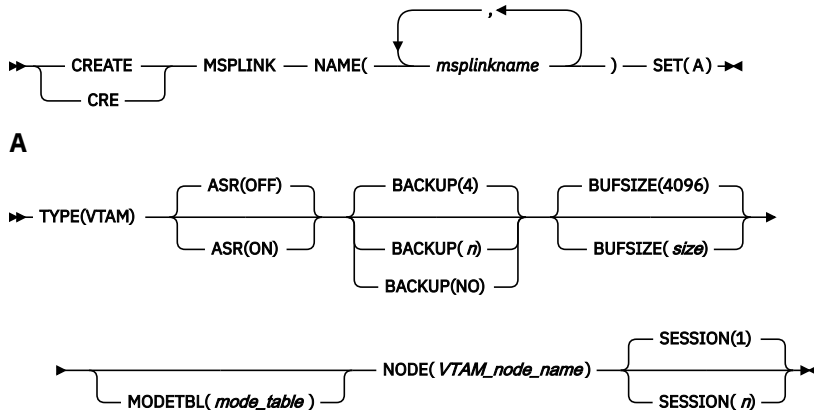 ,
CREATE MSPLINK NAME( msplinkname ) SET( A )
CRE
A
ASR(OFF) BACKUP(4) BUFSIZE(4096)
TYPE(VTAM)
ASR(ON) BACKUP( n) BUFSIZE( size)
BACKUP(NO)
SESSION(1)
NODE( VTAM_node_name)
MODETBL( mode_table ) SESSION( n)